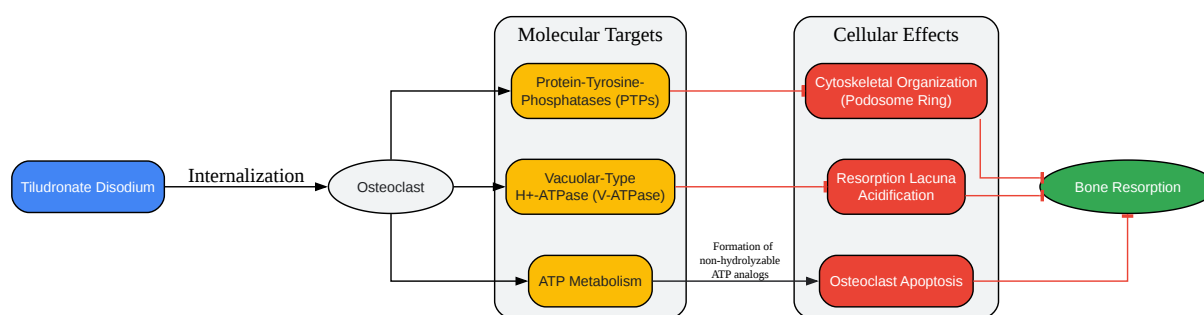 Molecular Targets
Cellular Effects
Protein-Tyrosine-
Phosphatases (PTPs)
Cytoskeletal Organization
(Podosome Ring)
Tiludronate Disodium
Internalization
Osteoclast
Vacuolar-Type
H+-ATPase (V-ATPase)
Resorption Lacuna
Acidification
Bone Resorption
ATP Metabolism
Formation of
non-hydrolyzable
ATP analogs
Osteoclast Apoptosis